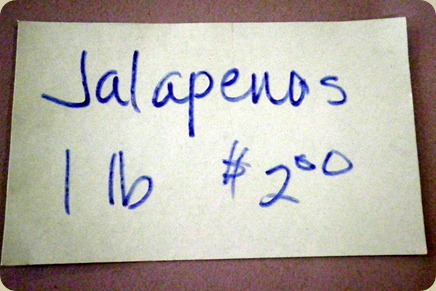 Jalapenos
1 lb $2.00